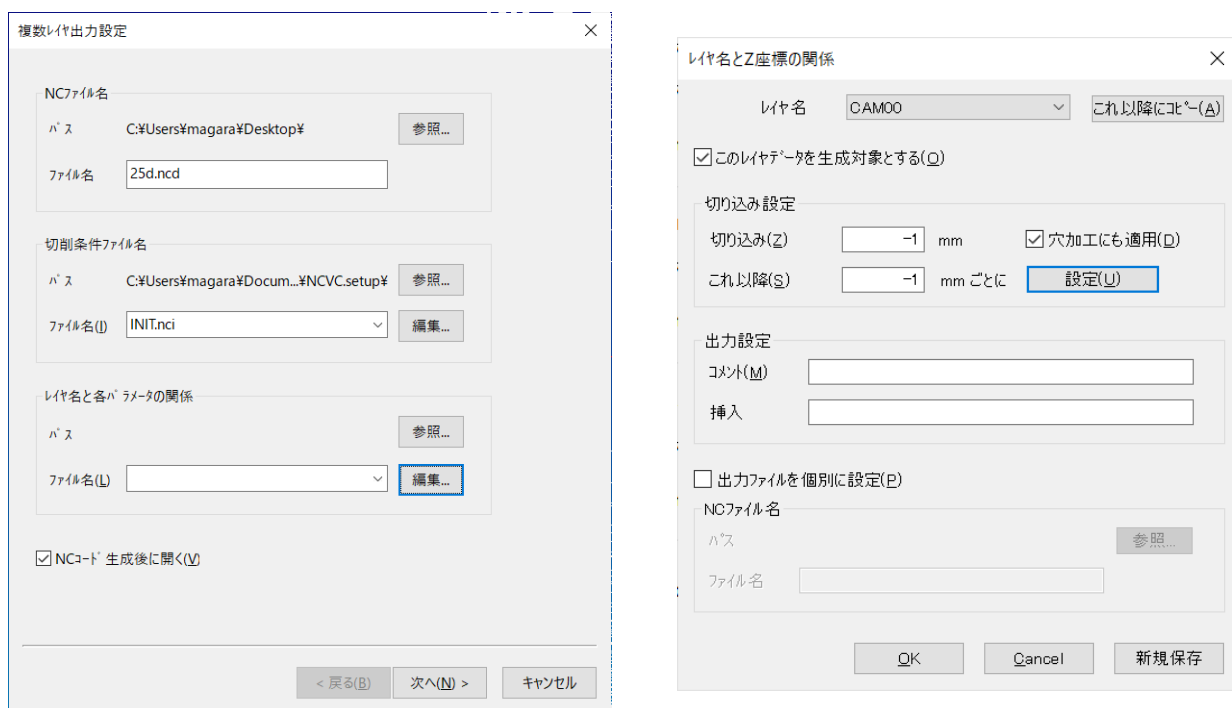 複数ﾚｲﾔ出力設定
NCﾌｧｲﾙ名
ﾊﾟｽ C:¥Users¥magara¥Desktop¥ 参照...
ﾌｧｲﾙ名 25d.ncd
切削条件ﾌｧｲﾙ名
ﾊﾟｽ C:¥Users¥magara¥Docum...¥NCVC.setup¥ 参照...
ﾌｧｲﾙ名(I) INIT.nci 編集...
ﾚｲﾔ名と各ﾊﾟﾗﾒｰﾀの関係
ﾊﾟｽ 参照...
ﾌｧｲﾙ名(L) 編集...
NCｺｰﾄﾞ生成後に開く(V)
< 戻る(B) 次へ(N) > キャンセル
ﾚｲﾔ名とZ座標の関係
ﾚｲﾔ名 CAM00 これ以降にｺﾋﾟｰ(A)
このﾚｲﾔﾃﾞｰﾀを生成対象とする(O)
切り込み設定
切り込み(Z) -1 mm 穴加工にも適用(D)
これ以降(S) -1 mm ごとに 設定(U)
出力設定
ｺﾒﾝﾄ(M)
挿入
出力ﾌｧｲﾙを個別に設定(P)
NCﾌｧｲﾙ名
ﾊﾟｽ 参照...
ﾌｧｲﾙ名
OK Cancel 新規保存